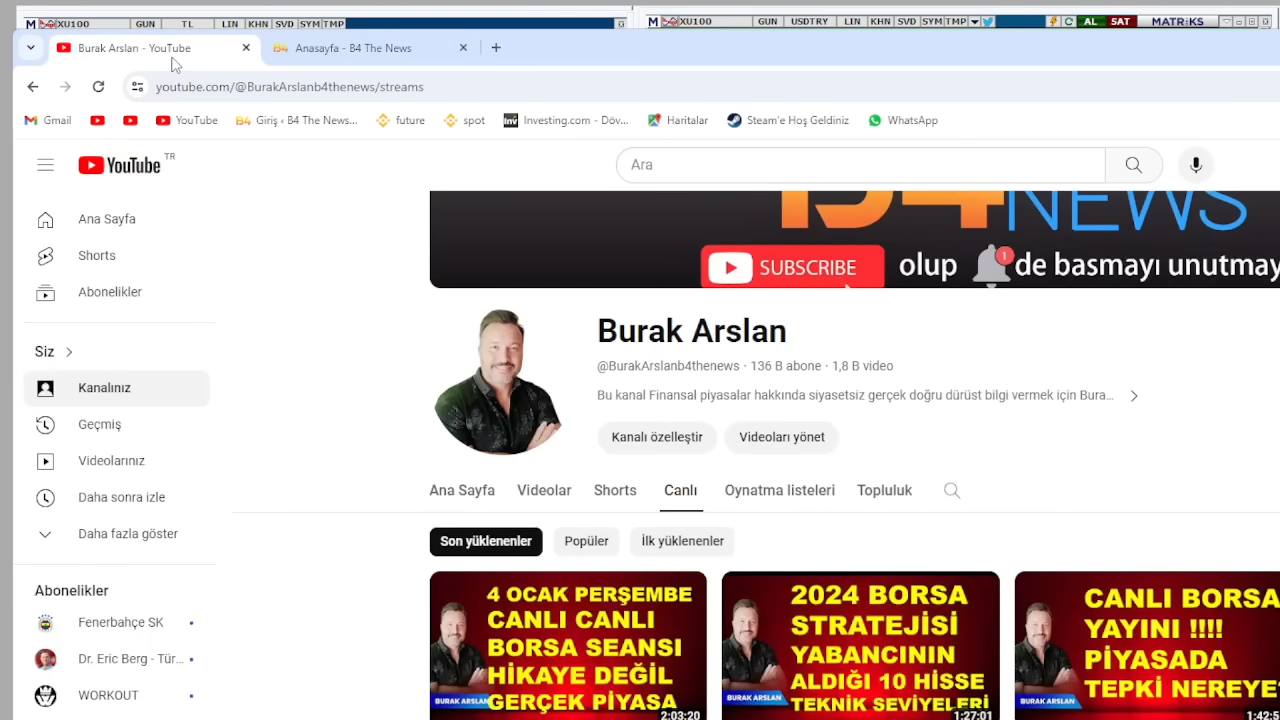 M XU100 GUN TL LIN KHN SVD SYM TMP
M XU100 GUN USDTRY LIN KHN SVD SYM TMP AL SAT MATRIKS
Burak Arslan - YouTube
Anasayfa - B4 The News
youtube.com/@BurakArslanb4thenews/streams
Gmail
YouTube
B4 Giriş ‹ B4 The News...
future
spot
Inv Investing.com - Döv...
Haritalar
Steam'e Hoş Geldiniz
WhatsApp
YouTube TR
Ara
Ana Sayfa
Shorts
Abonelikler
Siz
Kanalınız
Geçmiş
Videolarınız
Daha sonra izle
Daha fazla göster
Abonelikler
Fenerbahçe SK
Dr. Eric Berg - Tür...
WORKOUT
B4 NEWS
SUBSCRIBE olup 1 de basmayı unutmay
Burak Arslan
@BurakArslanb4thenews · 136 B abone · 1,8 B video
Bu kanal Finansal piyasalar hakkında siyasetsiz gerçek doğru dürüst bilgi vermek için Bura...
Kanalı özelleştir
Videoları yönet
Ana Sayfa Videolar Shorts Canlı Oynatma listeleri Topluluk
Son yüklenenler Popüler İlk yüklenenler
4 OCAK PERŞEMBE
CANLI CANLI
BORSA SEANSI
HİKAYE DEĞİL
GERÇEK PİYASA
BURAK ARSLAN
2:03:20
2024 BORSA
STRATEJİSİ
YABANCININ
ALDIĞI 10 HİSSE
TEKNİK SEVİYELERİ
BURAK ARSLAN
1:27:01
CANLI BORSA
YAYINI !!!!
PİYASADA
TEPKİ NEREYE
BURAK ARSLAN
1:42:5